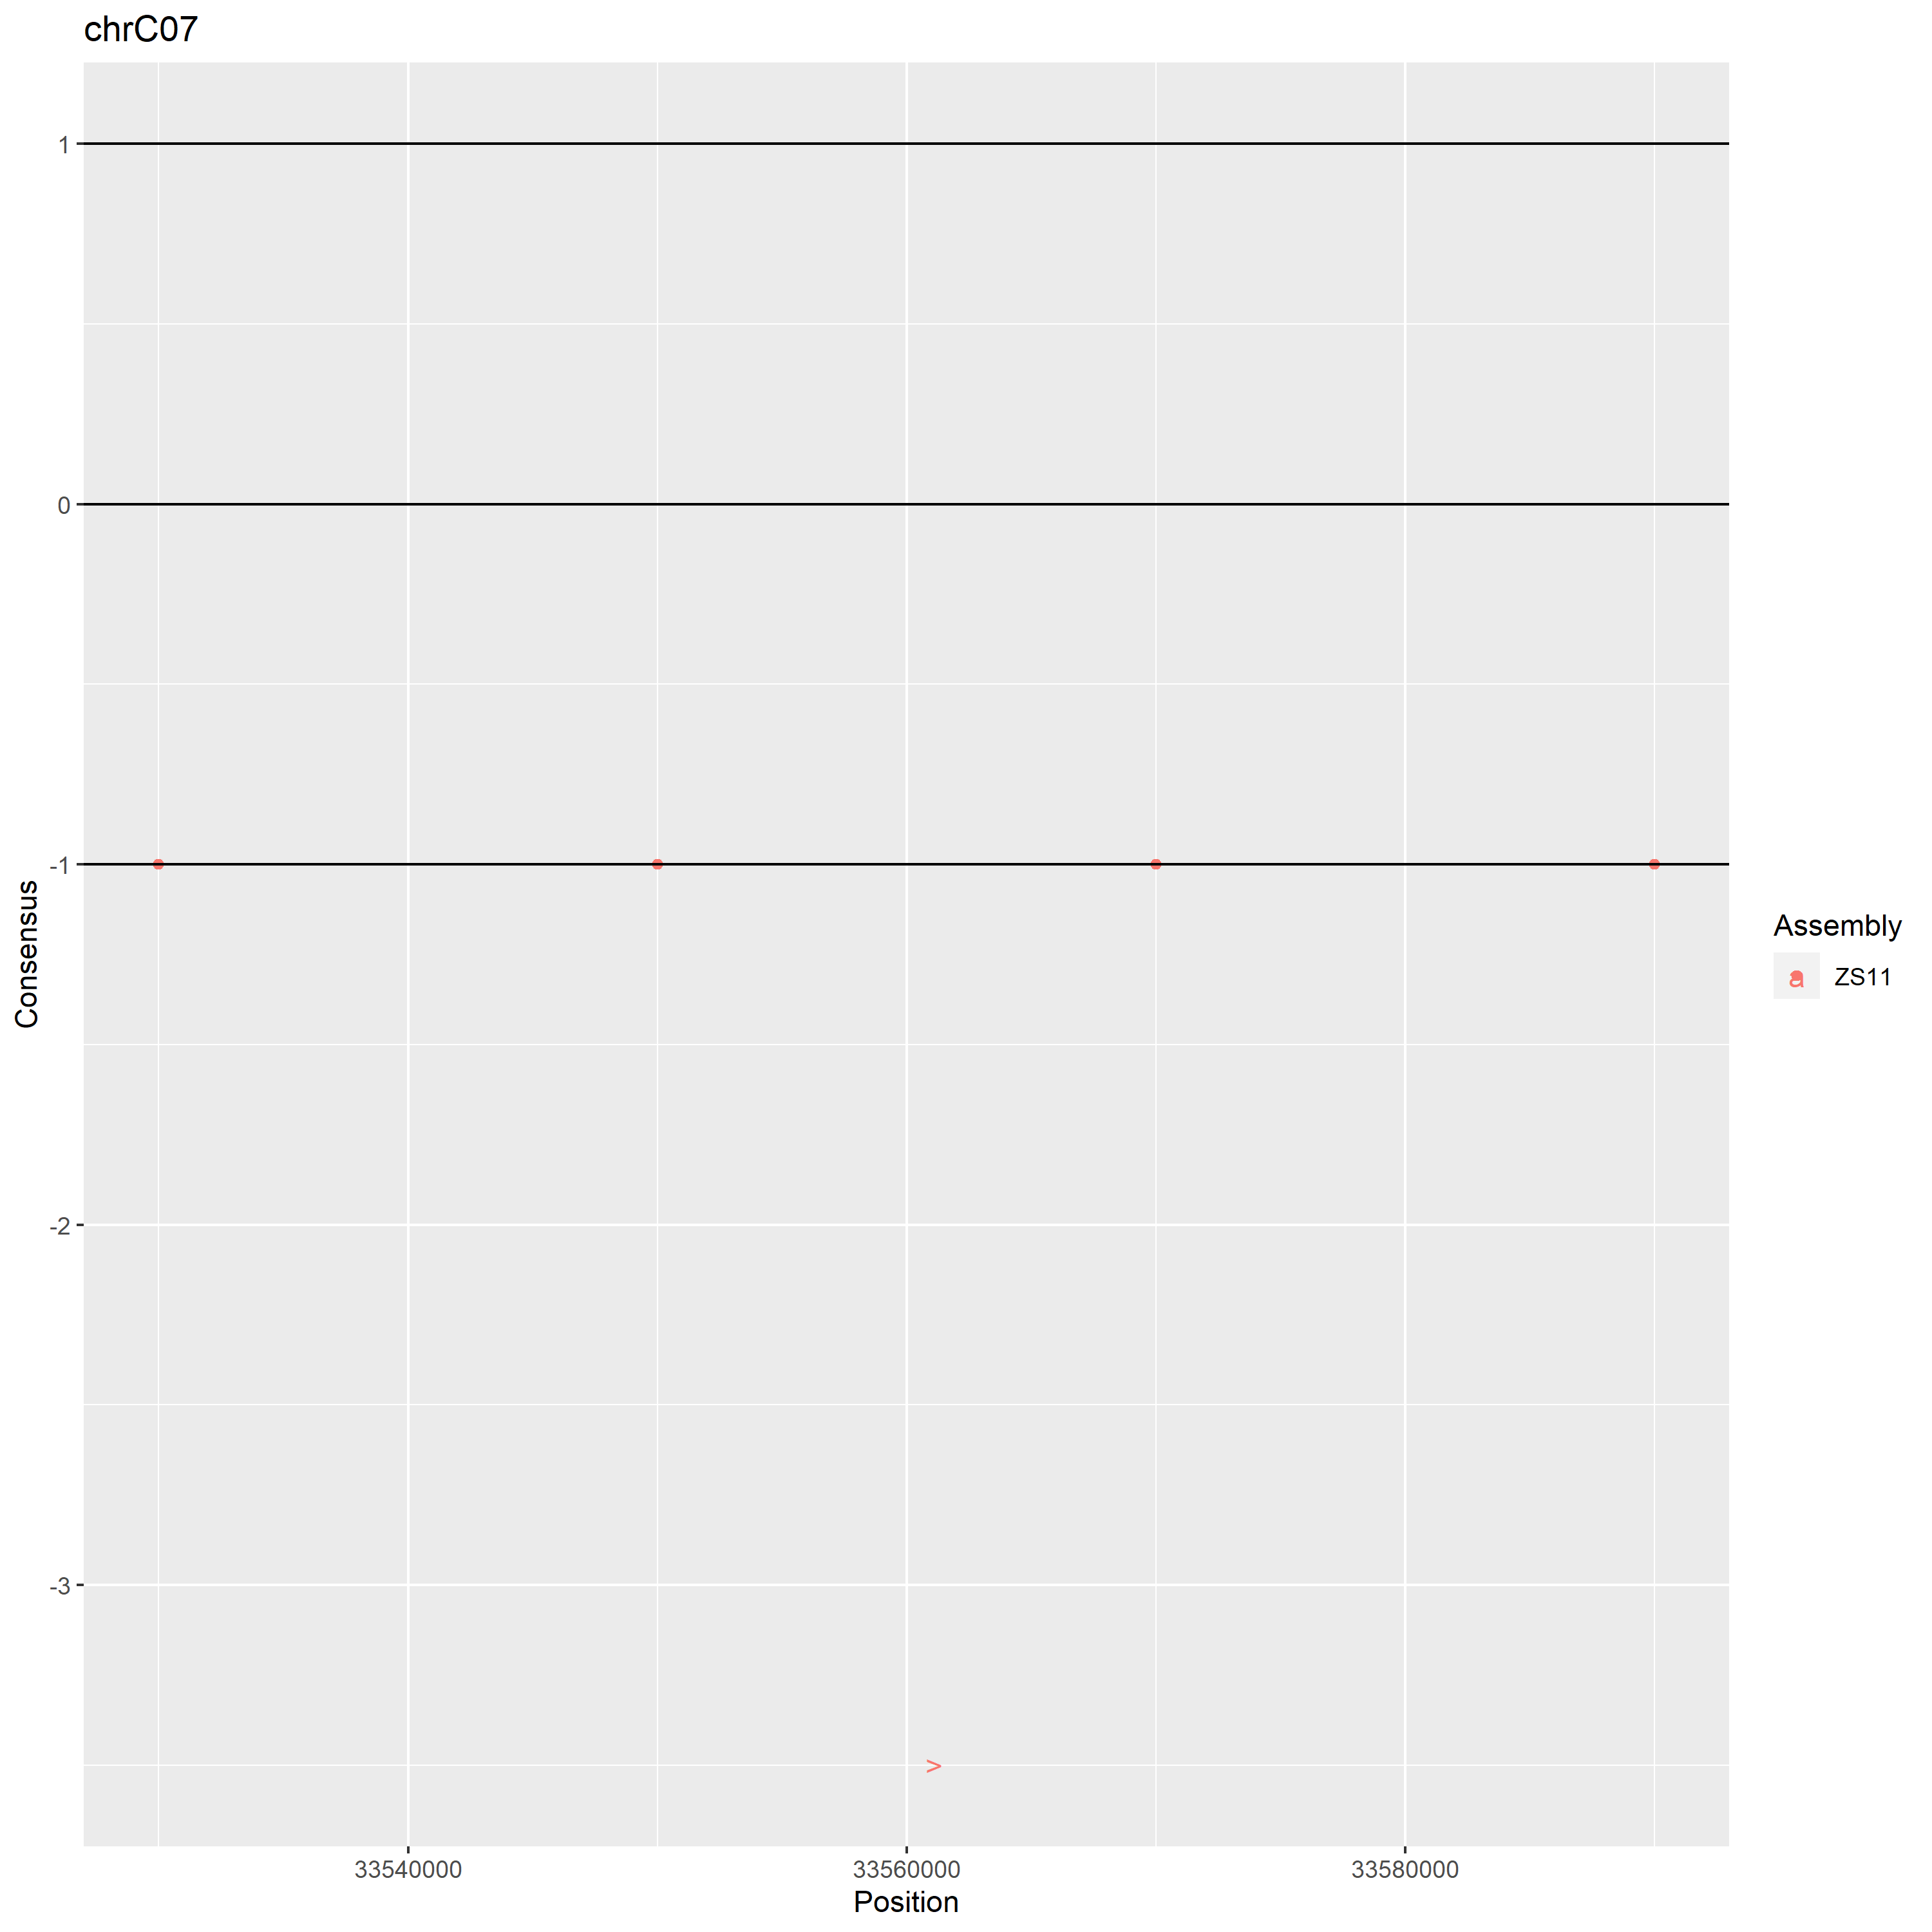 chrC07
1
0
-1
-2
-3
Consensus
>
33540000 33560000 33580000
Position
Assembly
a ZS11